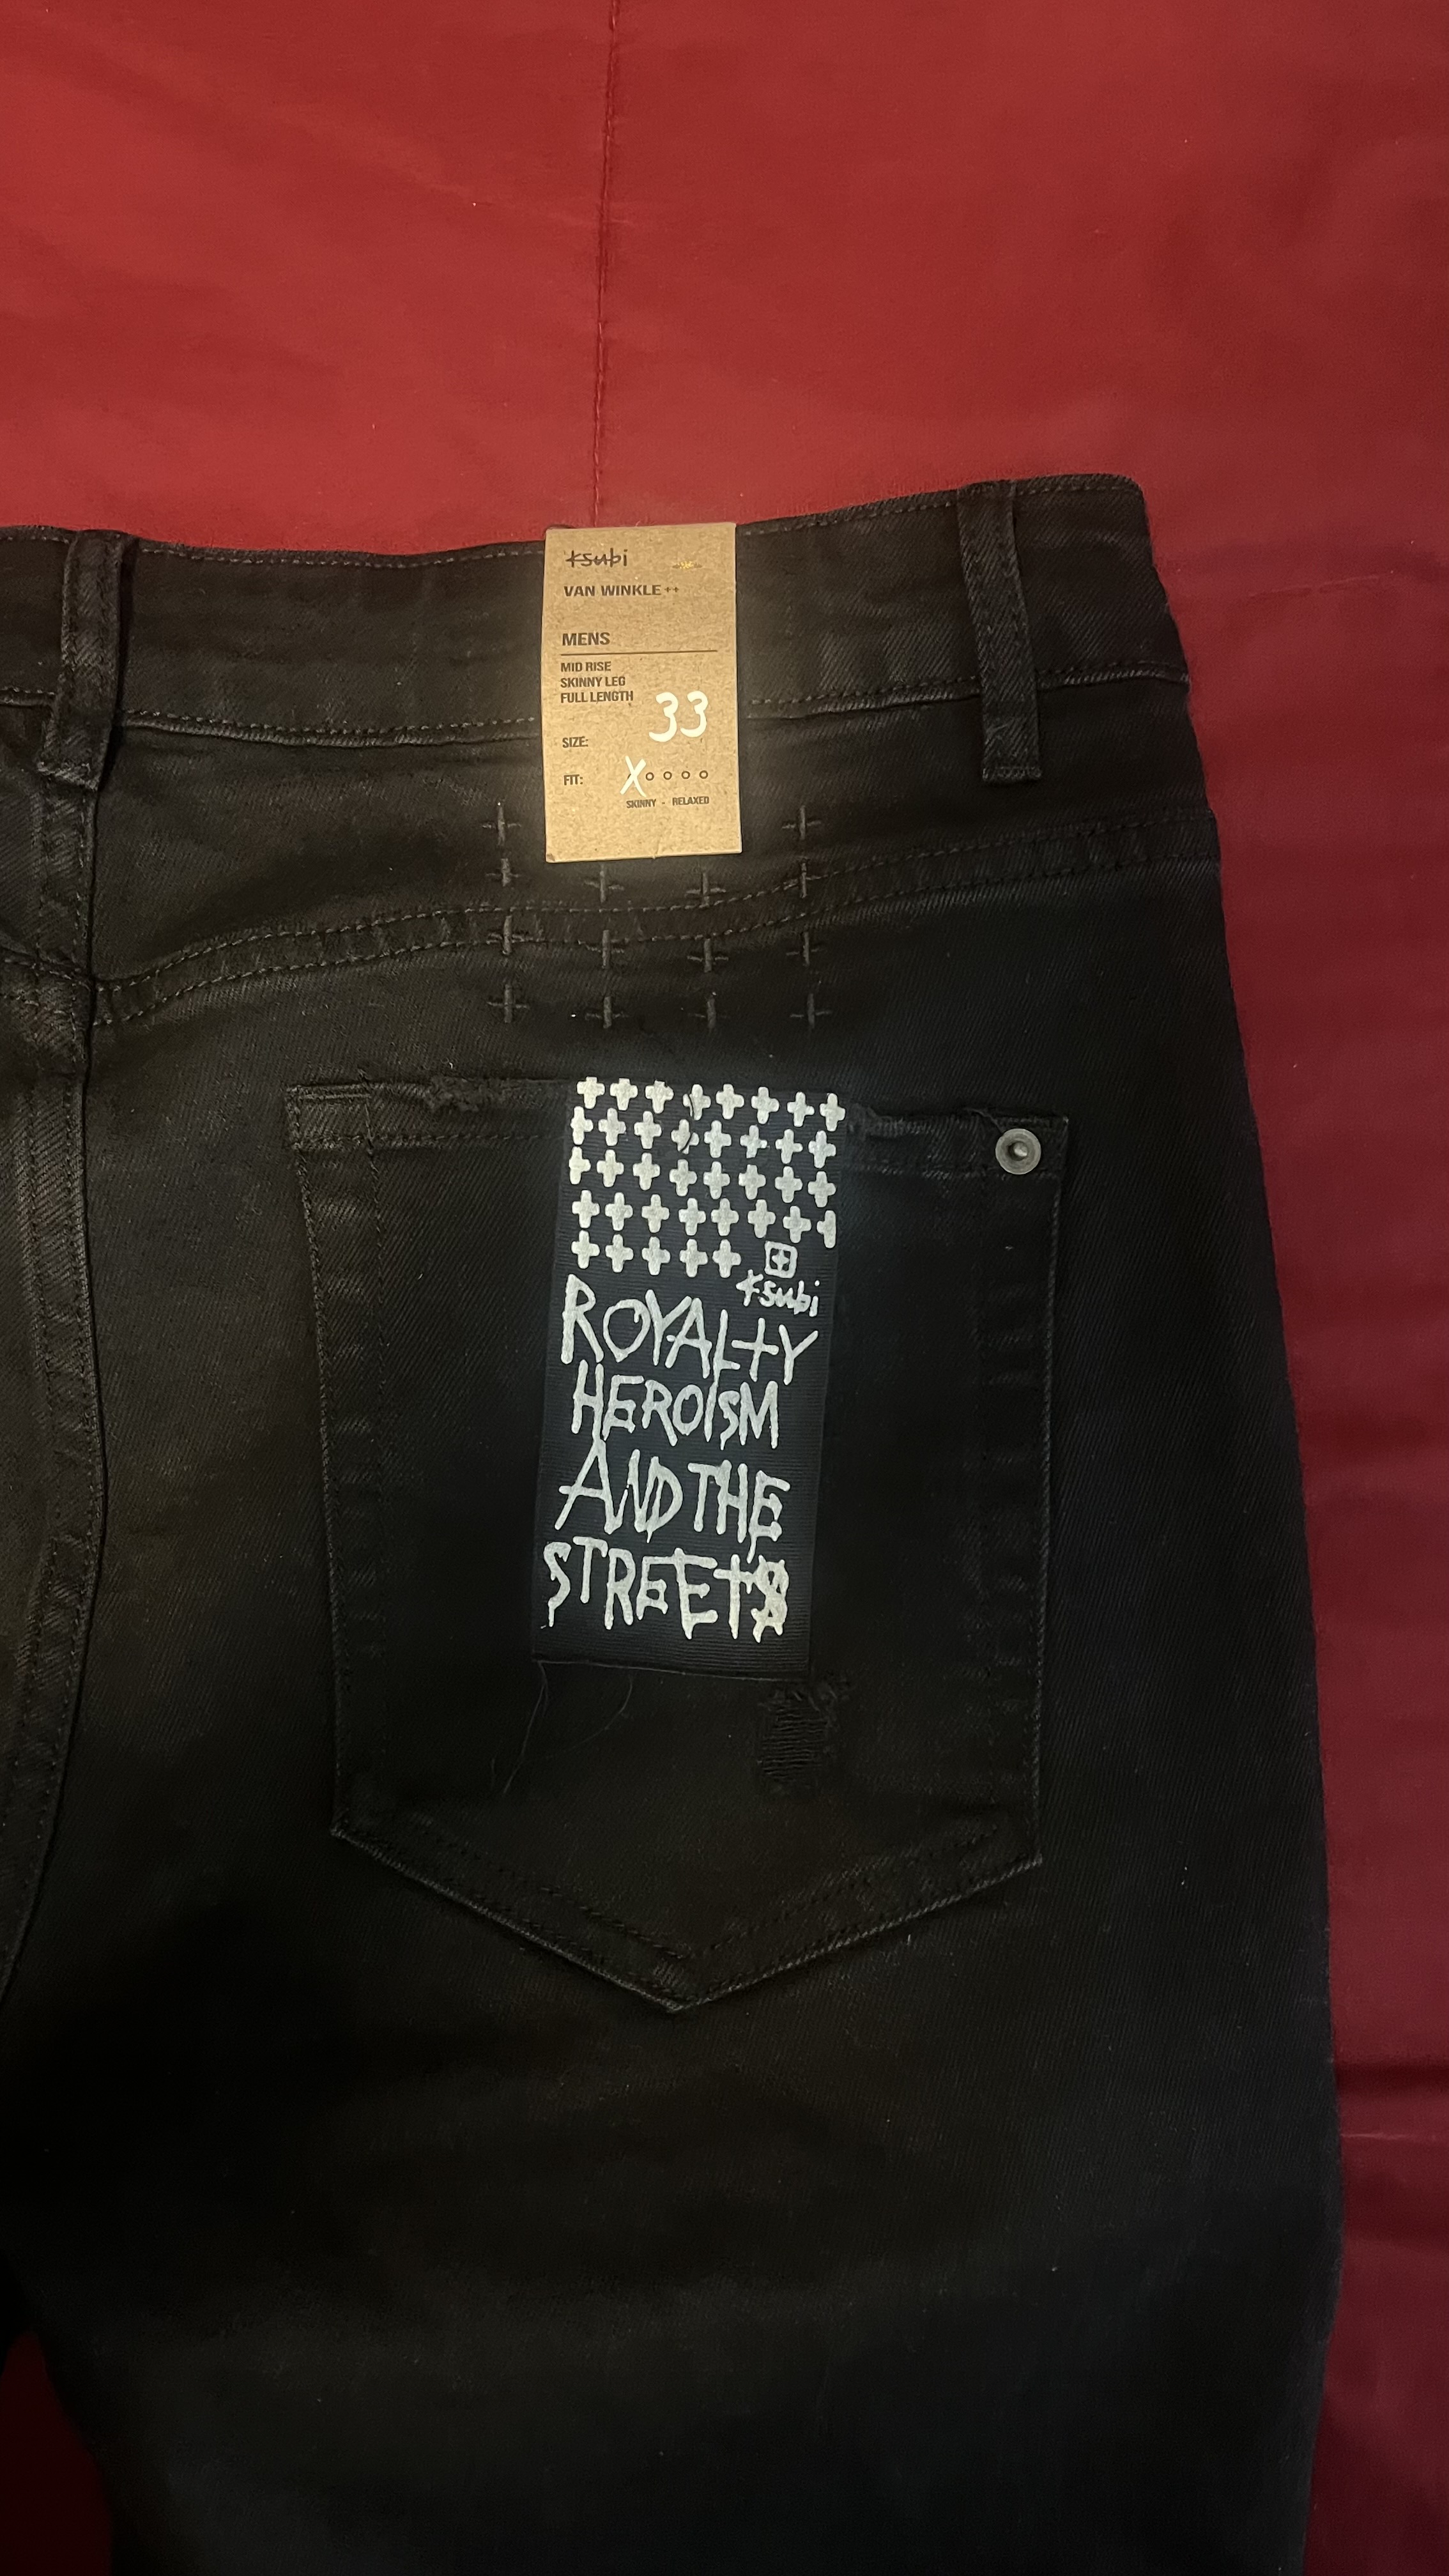 ksubi
VAN WINKLE ++
MENS
MID RISE
SKINNY LEG
FULL LENGTH
33
SIZE:
FIT: X
SKINNY - RELAXED
ksubi
ROYALTY
HEROISM
AND THE
STREETS